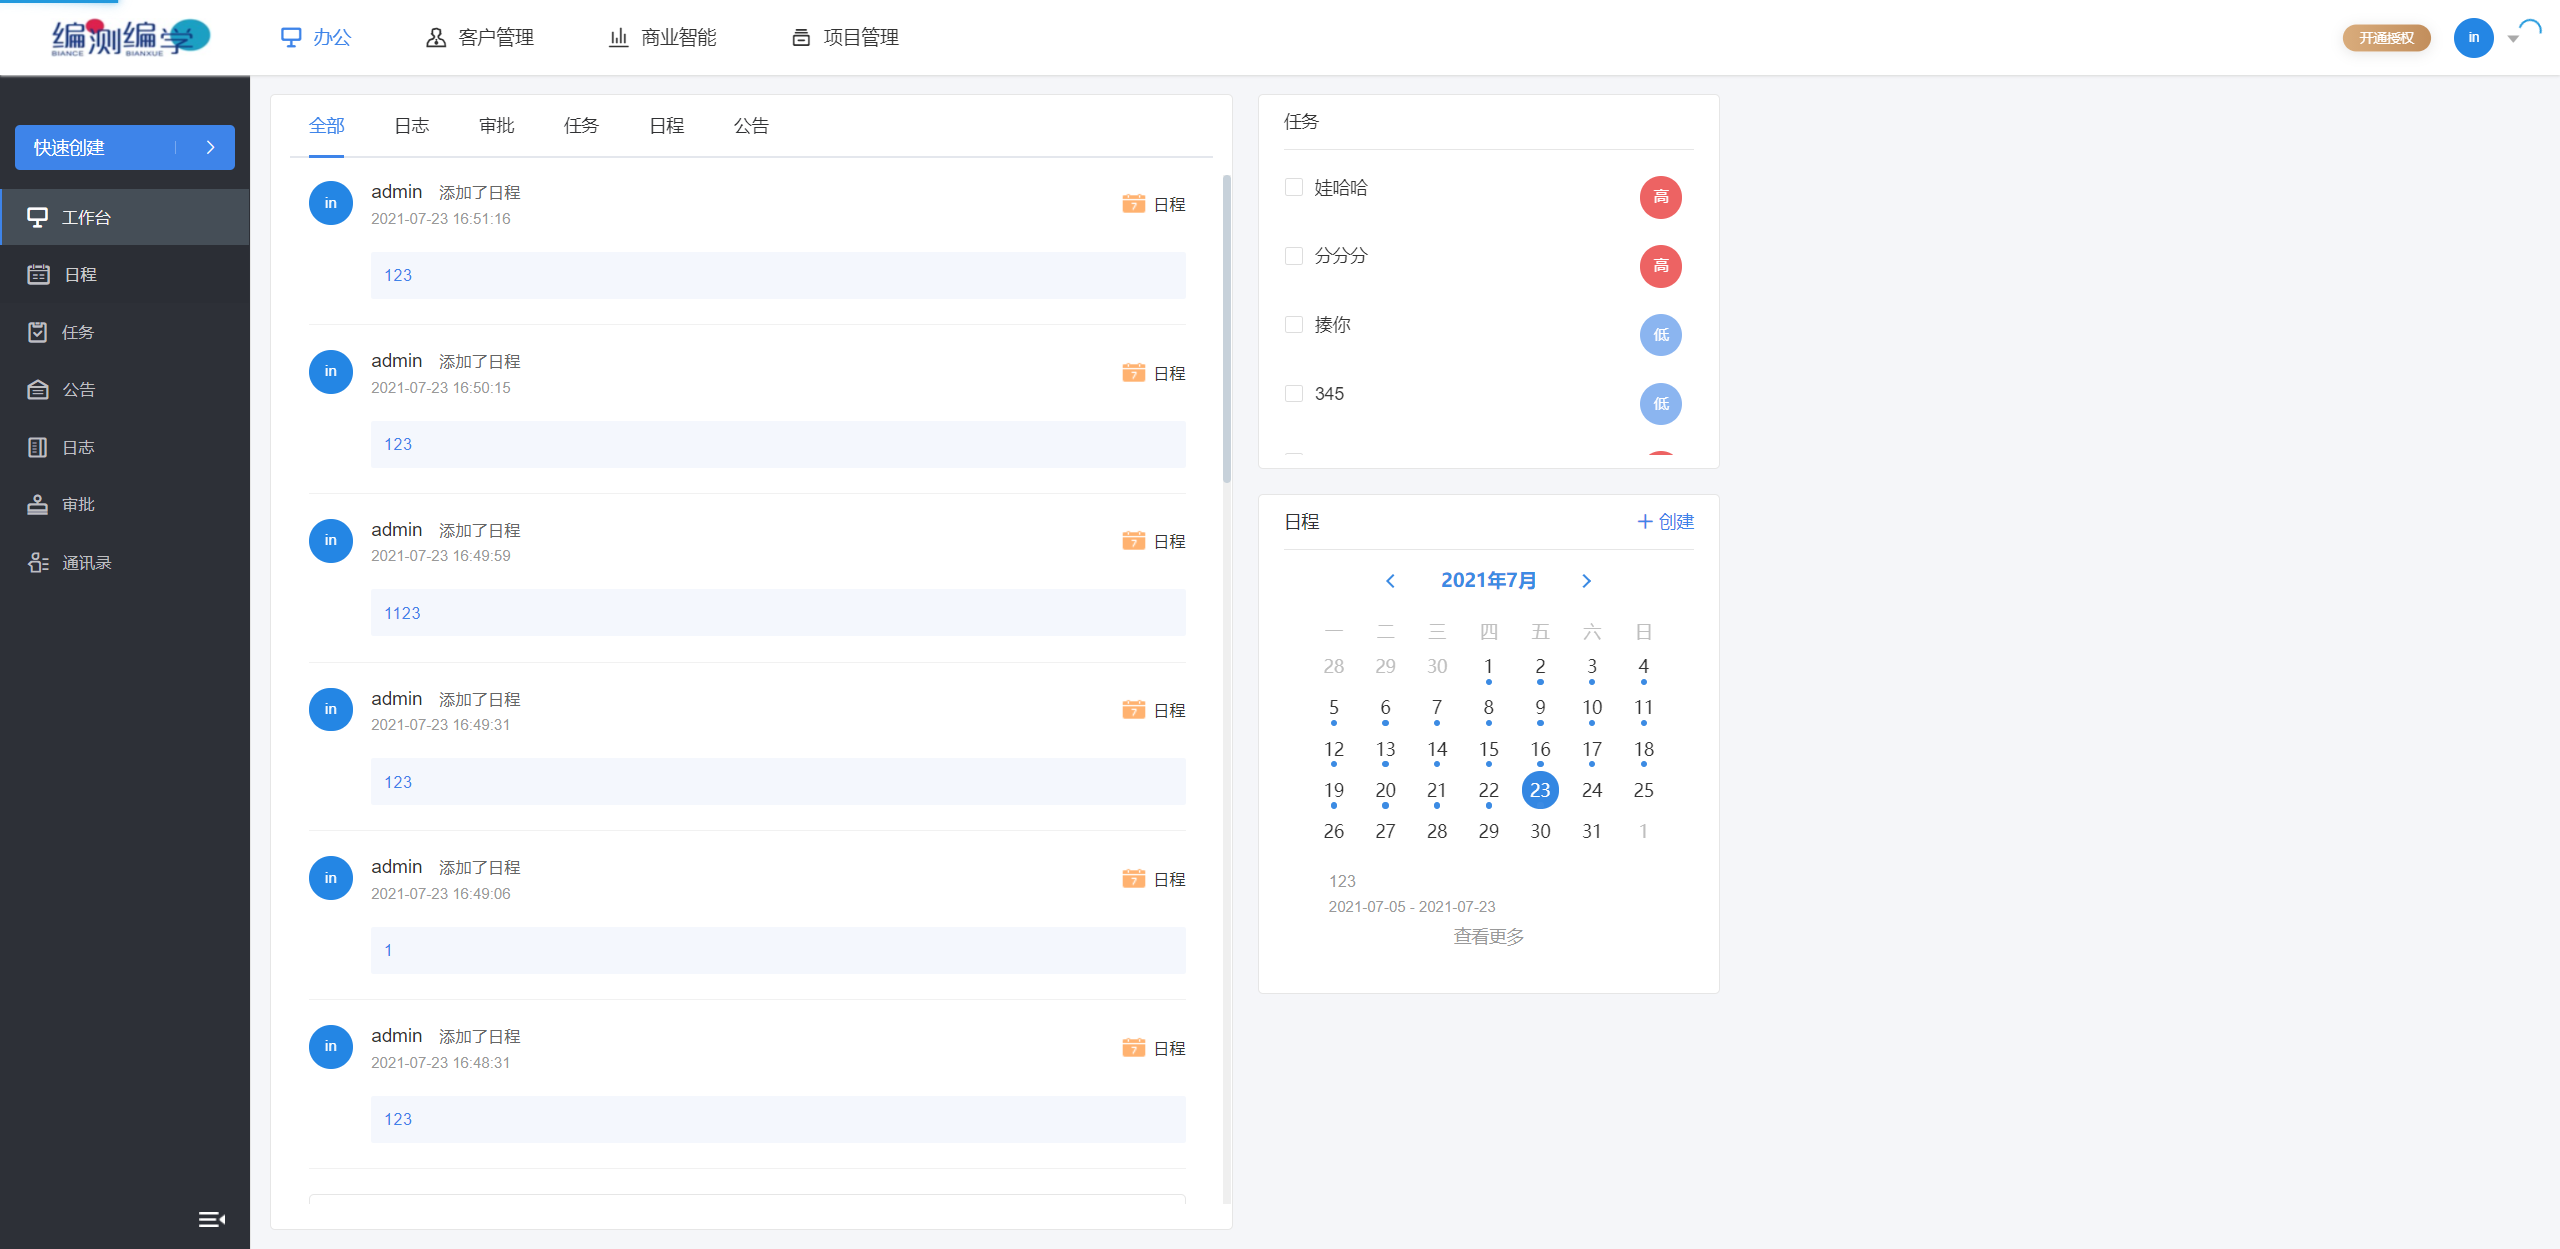 编测编学
BIANCE BIANXUE
办公
客户管理
商业智能
项目管理
开通授权
in
快速创建
工作台
日程
任务
公告
日志
审批
通讯录
全部 日志 审批 任务 日程 公告
in
admin 添加了日程
2021-07-23 16:51:16
7 日程
123
in
admin 添加了日程
2021-07-23 16:50:15
7 日程
123
in
admin 添加了日程
2021-07-23 16:49:59
7 日程
1123
in
admin 添加了日程
2021-07-23 16:49:31
7 日程
123
in
admin 添加了日程
2021-07-23 16:49:06
7 日程
1
in
admin 添加了日程
2021-07-23 16:48:31
7 日程
123
任务
娃哈哈 高
分分分 高
揍你 低
345 低
日程 创建
2021年7月
一 二 三 四 五 六 日
28 29 30 1 2 3 4
5 6 7 8 9 10 11
12 13 14 15 16 17 18
19 20 21 22 23 24 25
26 27 28 29 30 31 1
123
2021-07-05 - 2021-07-23
查看更多